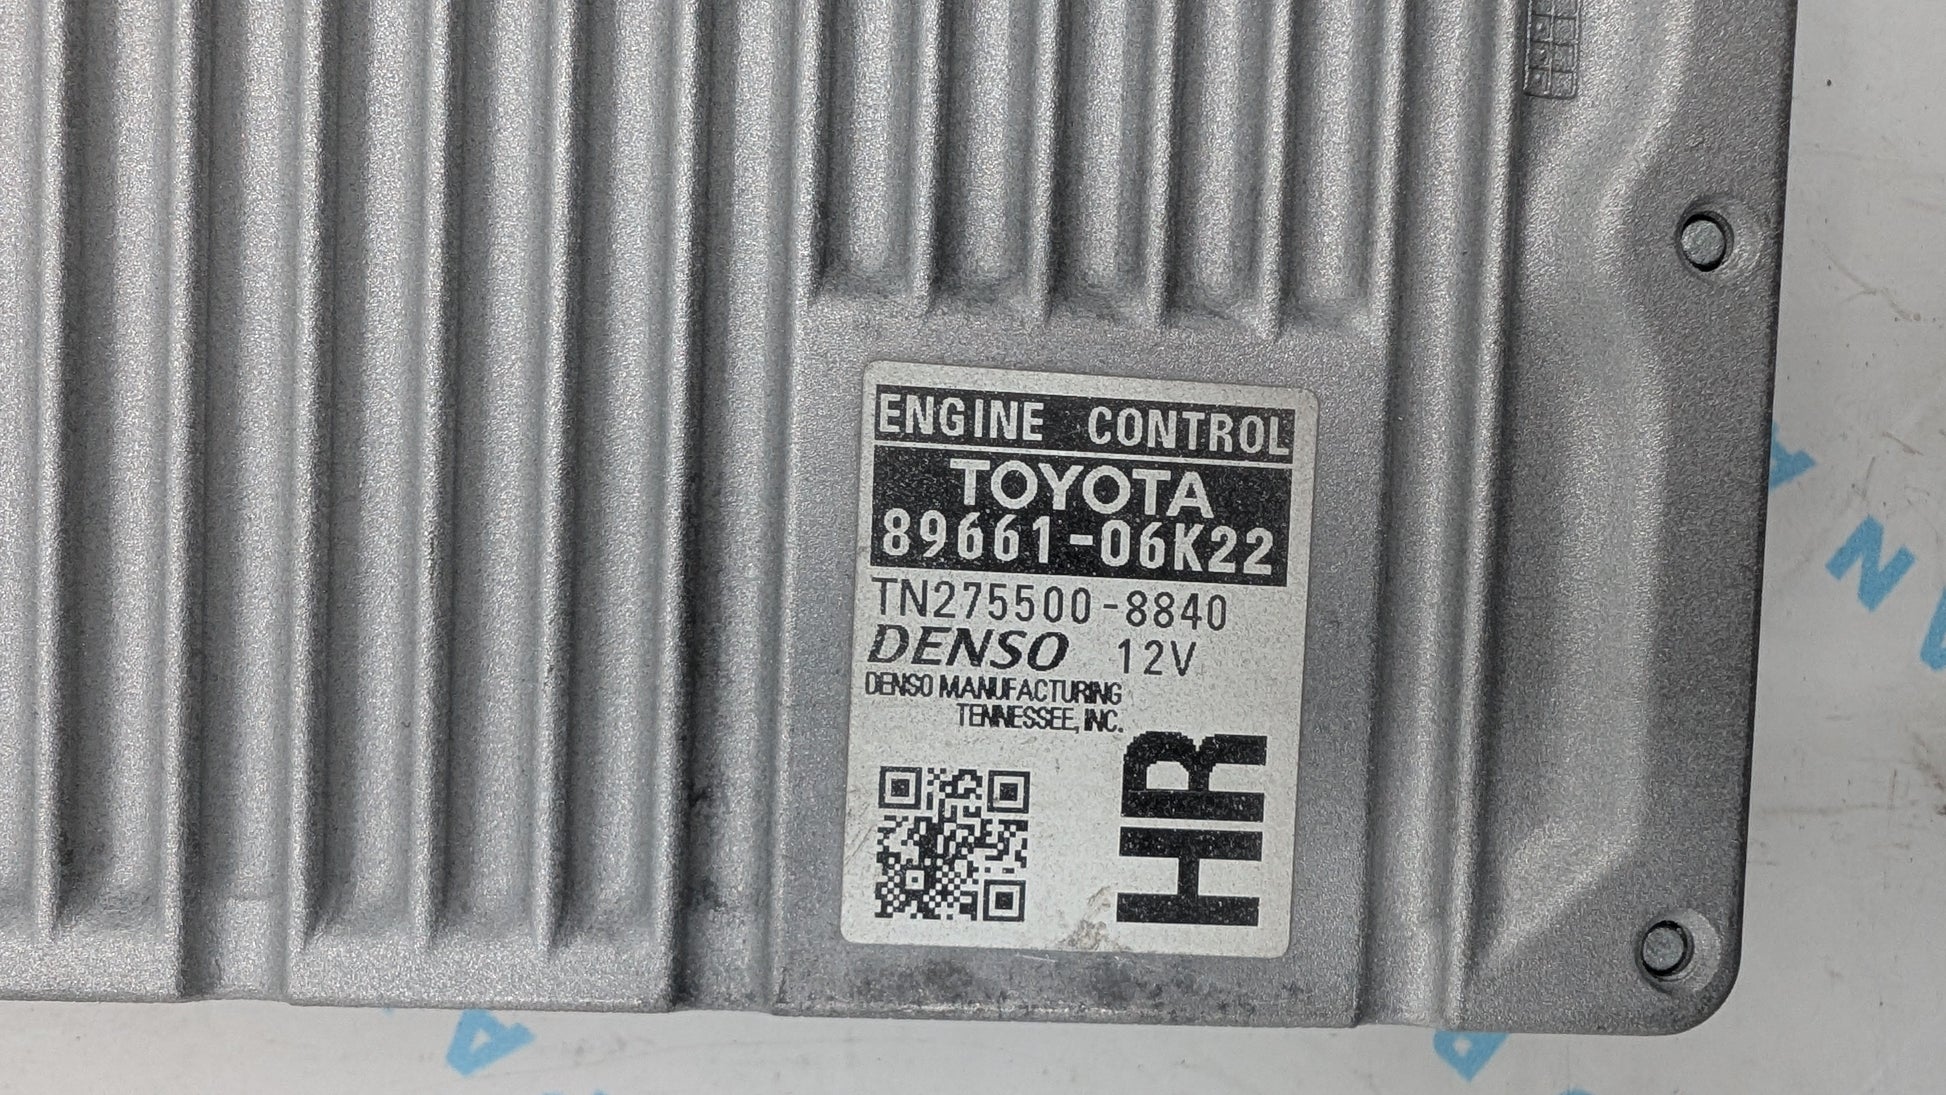 ENGINE CONTROL
TOYOTA
89661-06K22
TN275500-8840
DENSO 12V
DENSO MANUFACTURING
TENNESSEE, INC.
HR